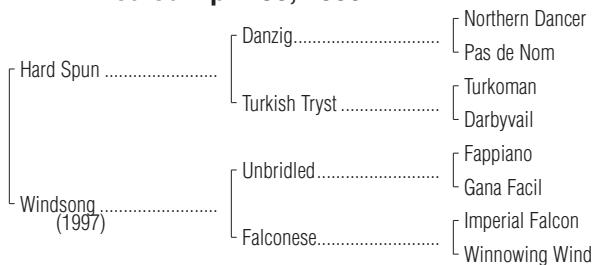 Northern Dancer
Danzig
Pas de Nom
Hard Spun
Turkoman
Turkish Tryst
Darbyvail
Fappiano
Unbridled
Gana Facil
Windsong
(1997)
Imperial Falcon
Falconese
Winnowing Wind